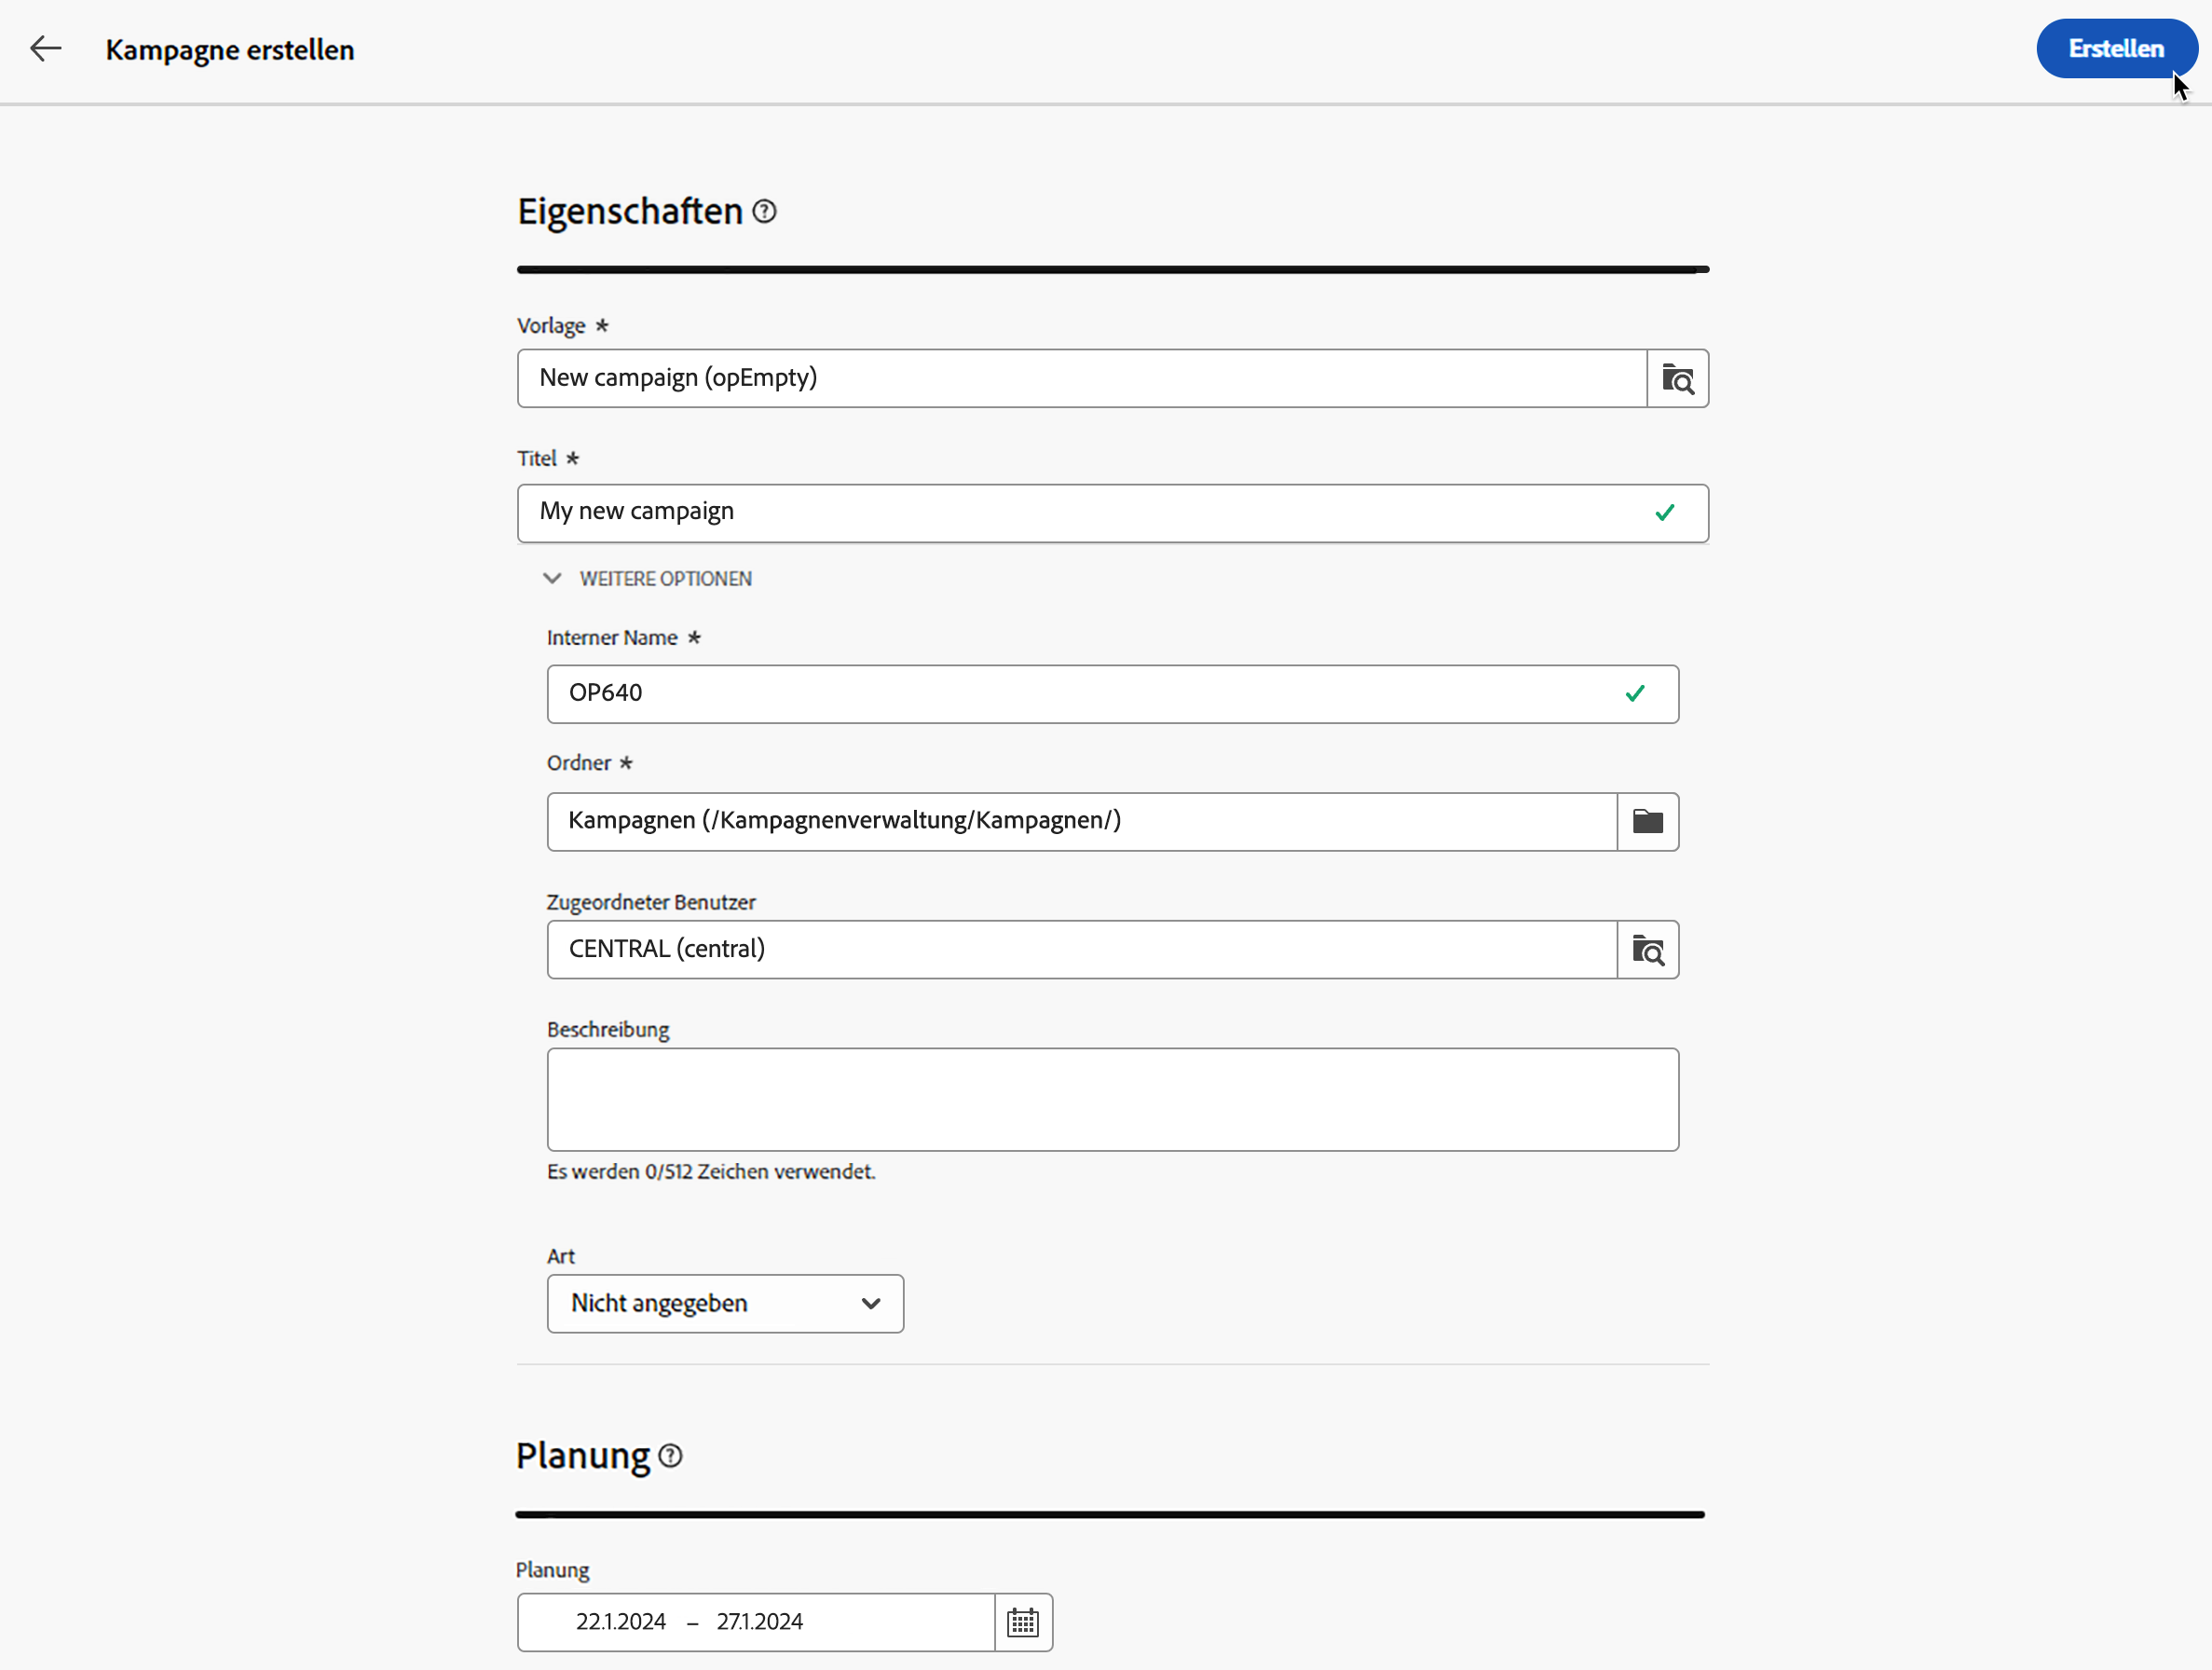 Kampagne erstellen
Erstellen
Eigenschaften
Vorlage *
New campaign (opEmpty)
Titel *
My new campaign
WEITERE OPTIONEN
Interner Name *
OP640
Ordner *
Kampagnen (/Kampagnenverwaltung/Kampagnen/)
Zugeordneter Benutzer
CENTRAL (central)
Beschreibung
Es werden 0/512 Zeichen verwendet.
Art
Nicht angegeben
Planung
Planung
22.1.2024 – 27.1.2024